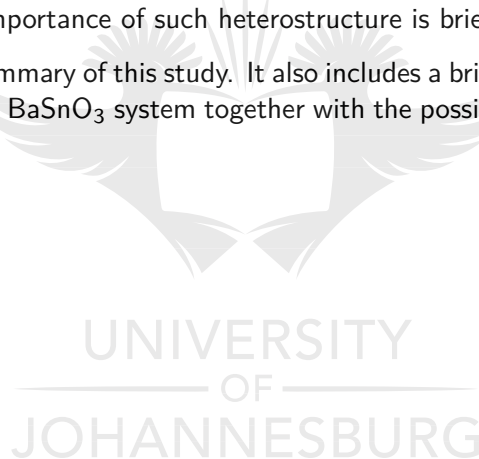 importance of such heterostructure is brie
mmary of this study. It also includes a bri
BaSnO₃ system together with the possi
UNIVERSITY
OF
JOHANNESBURG